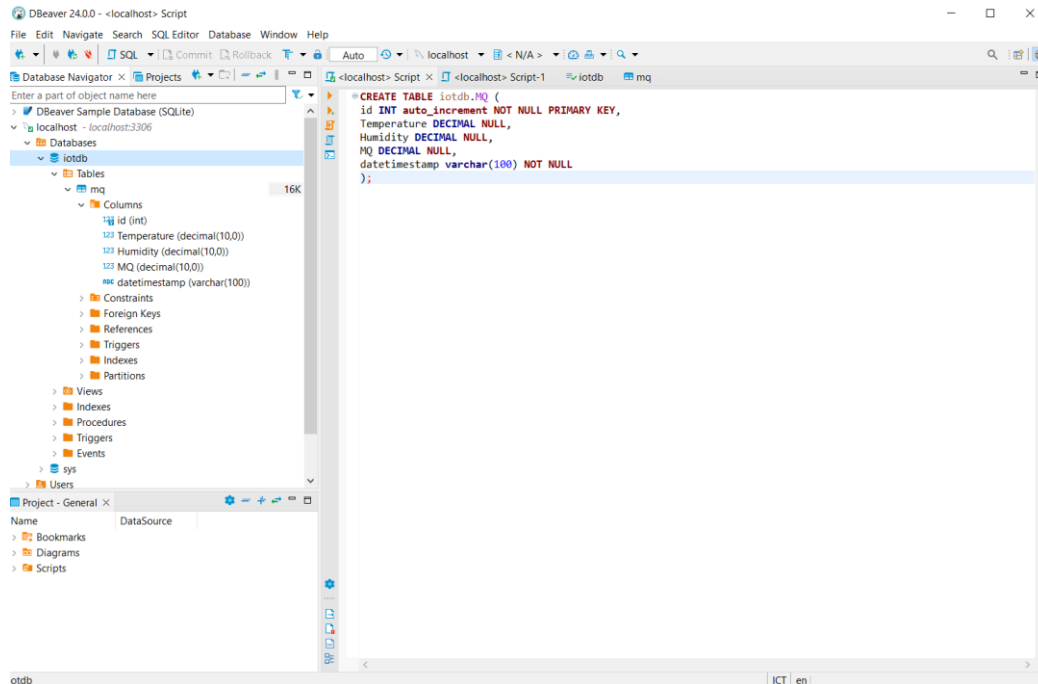 DBeaver 24.0.0 - <localhost> Script
File Edit Navigate Search SQL Editor Database Window Help
SQL Commit Rollback Auto localhost < N/A >
Database Navigator Projects
Enter a part of object name here
DBeaver Sample Database (SQLite)
localhost - localhost:3306
Databases
iotdb
Tables
mq 16K
Columns
id (int)
Temperature (decimal(10,0))
Humidity (decimal(10,0))
MQ (decimal(10,0))
datetimestamp (varchar(100))
Constraints
Foreign Keys
References
Triggers
Indexes
Partitions
Views
Indexes
Procedures
Triggers
Events
sys
Users
Project - General
Name DataSource
Bookmarks
Diagrams
Scripts
<localhost> Script <localhost> Script-1 iotdb mq
CREATE TABLE iotdb.MQ (
id INT auto_increment NOT NULL PRIMARY KEY,
Temperature DECIMAL NULL,
Humidity DECIMAL NULL,
MQ DECIMAL NULL,
datetimestamp varchar(100) NOT NULL
);
otdb ICT en